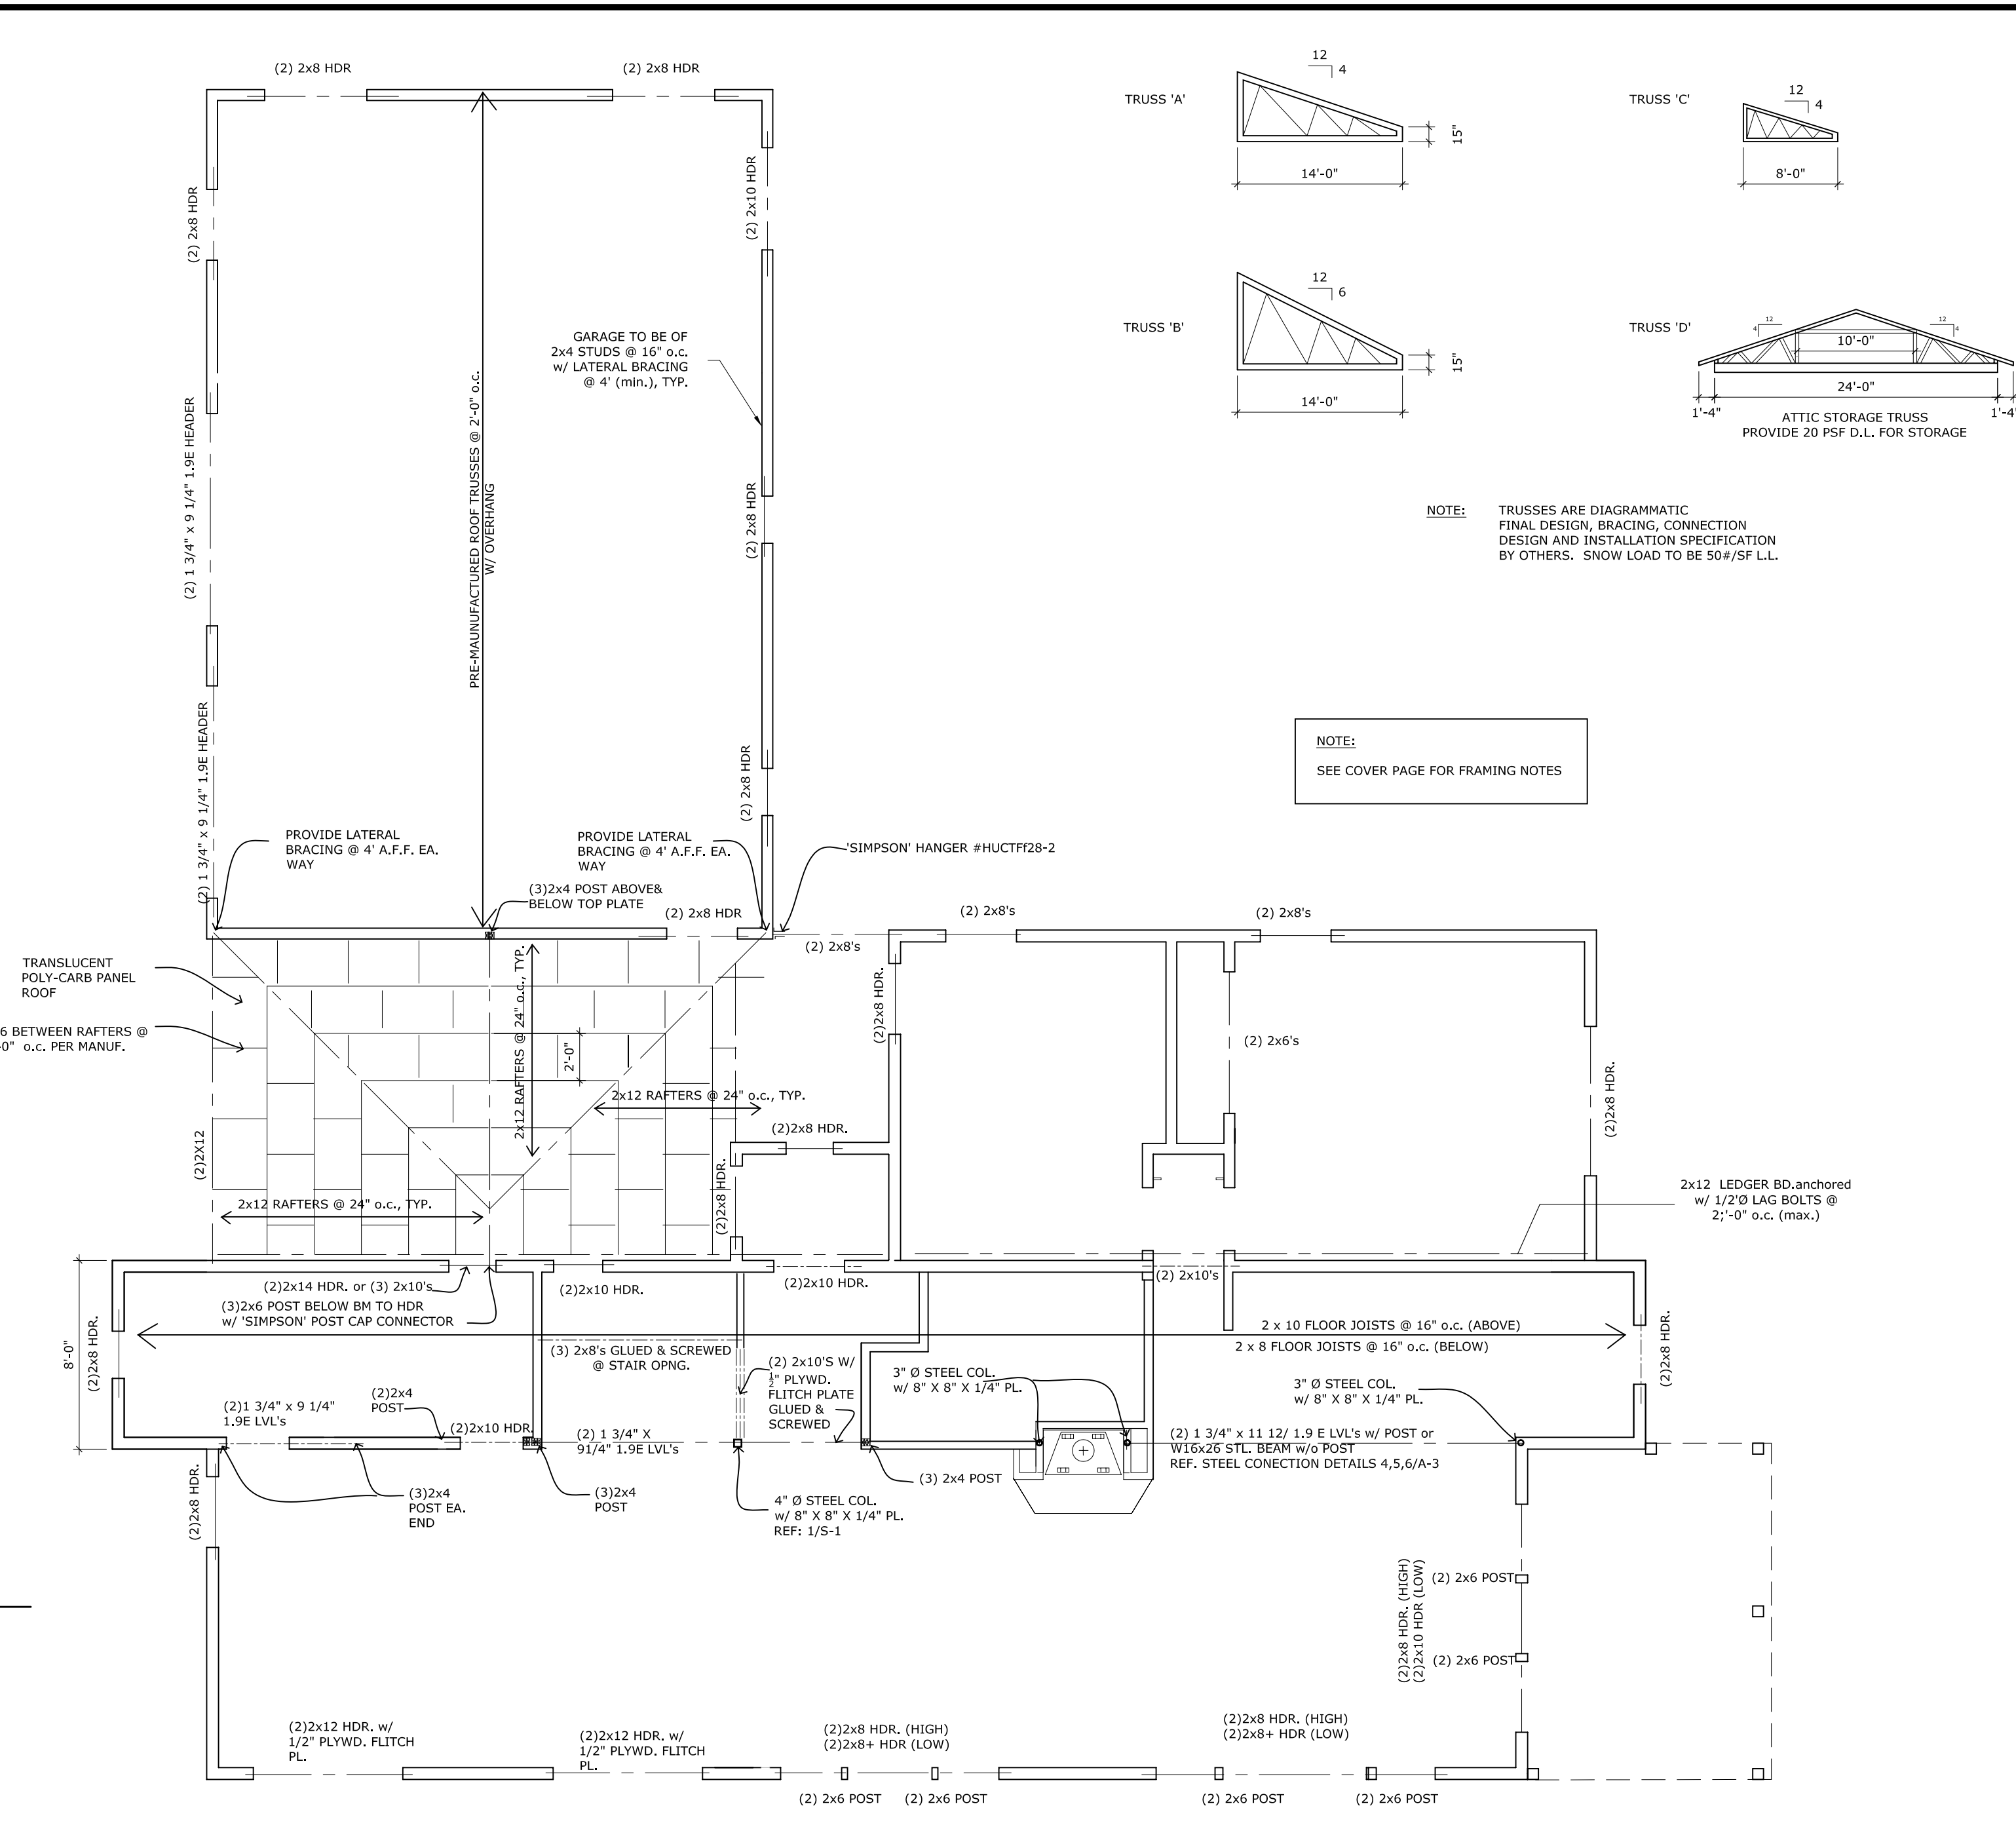 (2) 2x8 HDR
(2) 2x8 HDR
(2) 2x8 HDR
(2) 2x10 HDR
GARAGE TO BE OF
2x4 STUDS @ 16" o.c.
w/ LATERAL BRACING
@ 4' (min.), TYP.
PRE-MAUNUFACTURED ROOF TRUSSES @ 2'-0" o.c.
W/ OVERHANG
(2) 1 3/4" x 9 1/4" 1.9E HEADER
(2) 2x8 HDR
(2) 1 3/4" x 9 1/4" 1.9E HEADER
(2) 2x8 HDR
TRUSS 'A'
12
4
15"
14'-0"
TRUSS 'C'
12
4
8'-0"
TRUSS 'B'
12
6
15"
14'-0"
TRUSS 'D'
12
4
12
4
10'-0"
24'-0"
1'-4"
1'-4"
ATTIC STORAGE TRUSS
PROVIDE 20 PSF D.L. FOR STORAGE
NOTE:
TRUSSES ARE DIAGRAMMATIC
FINAL DESIGN, BRACING, CONNECTION
DESIGN AND INSTALLATION SPECIFICATION
BY OTHERS. SNOW LOAD TO BE 50#/SF L.L.
NOTE:
SEE COVER PAGE FOR FRAMING NOTES
PROVIDE LATERAL
BRACING @ 4' A.F.F. EA.
WAY
PROVIDE LATERAL
BRACING @ 4' A.F.F. EA.
WAY
'SIMPSON' HANGER #HUCTFf28-2
(3)2x4 POST ABOVE&
BELOW TOP PLATE
(2) 2x8 HDR
(2) 2x8's
(2) 2x8's
(2) 2x8's
TRANSLUCENT
POLY-CARB PANEL
ROOF
6 BETWEEN RAFTERS @
-0" o.c. PER MANUF.
2x12 RAFTERS @ 24" o.c., TYP.
2'-0"
2x12 RAFTERS @ 24" o.c., TYP.
(2)2x8 HDR.
(2) 2x6's
(2)2x8 HDR.
(2)2x8 HDR.
(2)2X12
(2)2x8 HDR.
2x12 RAFTERS @ 24" o.c., TYP.
2x12 LEDGER BD.anchored
w/ 1/2'Ø LAG BOLTS @
2;'-0" o.c. (max.)
(2)2x14 HDR. or (3) 2x10's
(2)2x10 HDR.
(2)2x10 HDR.
(2) 2x10's
(3)2x6 POST BELOW BM TO HDR
w/ 'SIMPSON' POST CAP CONNECTOR
8'-0"
(2)2x8 HDR.
2 x 10 FLOOR JOISTS @ 16" o.c. (ABOVE)
2 x 8 FLOOR JOISTS @ 16" o.c. (BELOW)
(2)2x8 HDR.
(3) 2x8's GLUED & SCREWED
@ STAIR OPNG.
(2) 2x10'S W/
½" PLYWD.
FLITCH PLATE
GLUED &
SCREWED
3" Ø STEEL COL.
w/ 8" X 8" X 1/4" PL.
3" Ø STEEL COL.
w/ 8" X 8" X 1/4" PL.
(2)1 3/4" x 9 1/4"
1.9E LVL's
(2)2x4
POST
(2)2x10 HDR.
(2) 1 3/4" X
91/4" 1.9E LVL's
(2) 1 3/4" x 11 12/ 1.9 E LVL's w/ POST or
W16x26 STL. BEAM w/o POST
REF. STEEL CONECTION DETAILS 4,5,6/A-3
(2)2x8 HDR.
(3)2x4
POST EA.
END
(3)2x4
POST
4" Ø STEEL COL.
w/ 8" X 8" X 1/4" PL.
REF: 1/S-1
(3) 2x4 POST
(2)2x8 HDR. (HIGH)
(2)2x10 HDR (LOW)
(2) 2x6 POST
(2) 2x6 POST
(2)2x12 HDR. w/
1/2" PLYWD. FLITCH
PL.
(2)2x12 HDR. w/
1/2" PLYWD. FLITCH
PL.
(2)2x8 HDR. (HIGH)
(2)2x8+ HDR (LOW)
(2)2x8 HDR. (HIGH)
(2)2x8+ HDR (LOW)
(2) 2x6 POST
(2) 2x6 POST
(2) 2x6 POST
(2) 2x6 POST